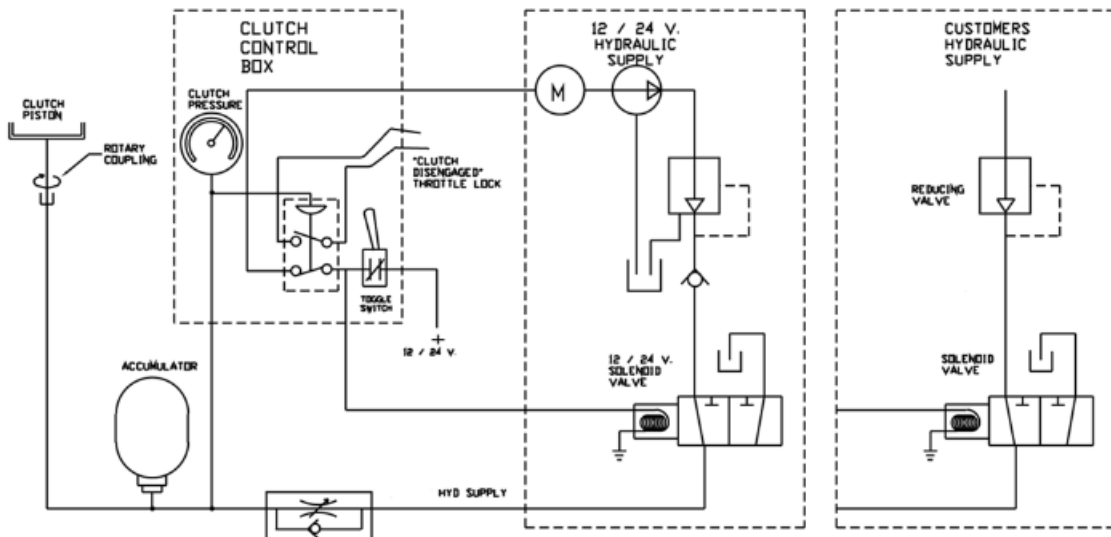 CLUTCH
CONTROL
BOX
12 / 24 V.
HYDRAULIC
SUPPLY
CUSTOMERS
HYDRAULIC
SUPPLY
CLUTCH
PISTON
CLUTCH
PRESSURE
M
ROTARY
COUPLING
"CLUTCH
DISENGAGED"
THROTTLE LOCK
REDUCING
VALVE
TOGGLE
SWITCH
+
12 / 24 V.
ACCUMULATOR
12 / 24 V.
SOLENOID
VALVE
SOLENOID
VALVE
HYD SUPPLY